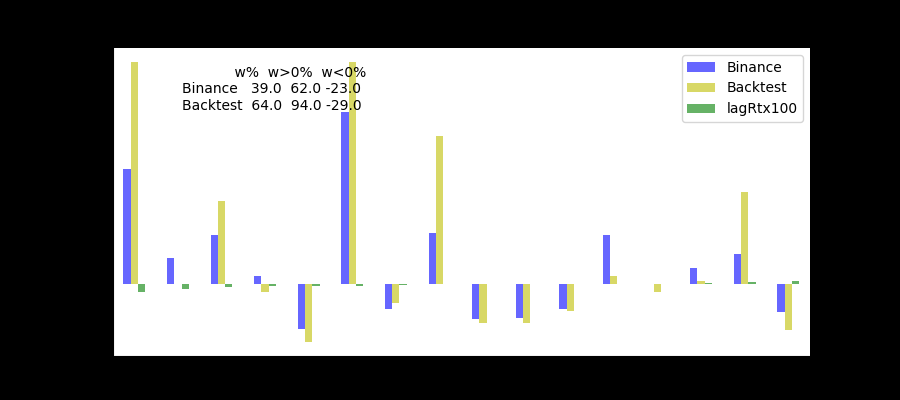 w% w>0% w<0%
Binance 39.0 62.0 -23.0
Backtest 64.0 94.0 -29.0
Binance
Backtest
lagRtx100